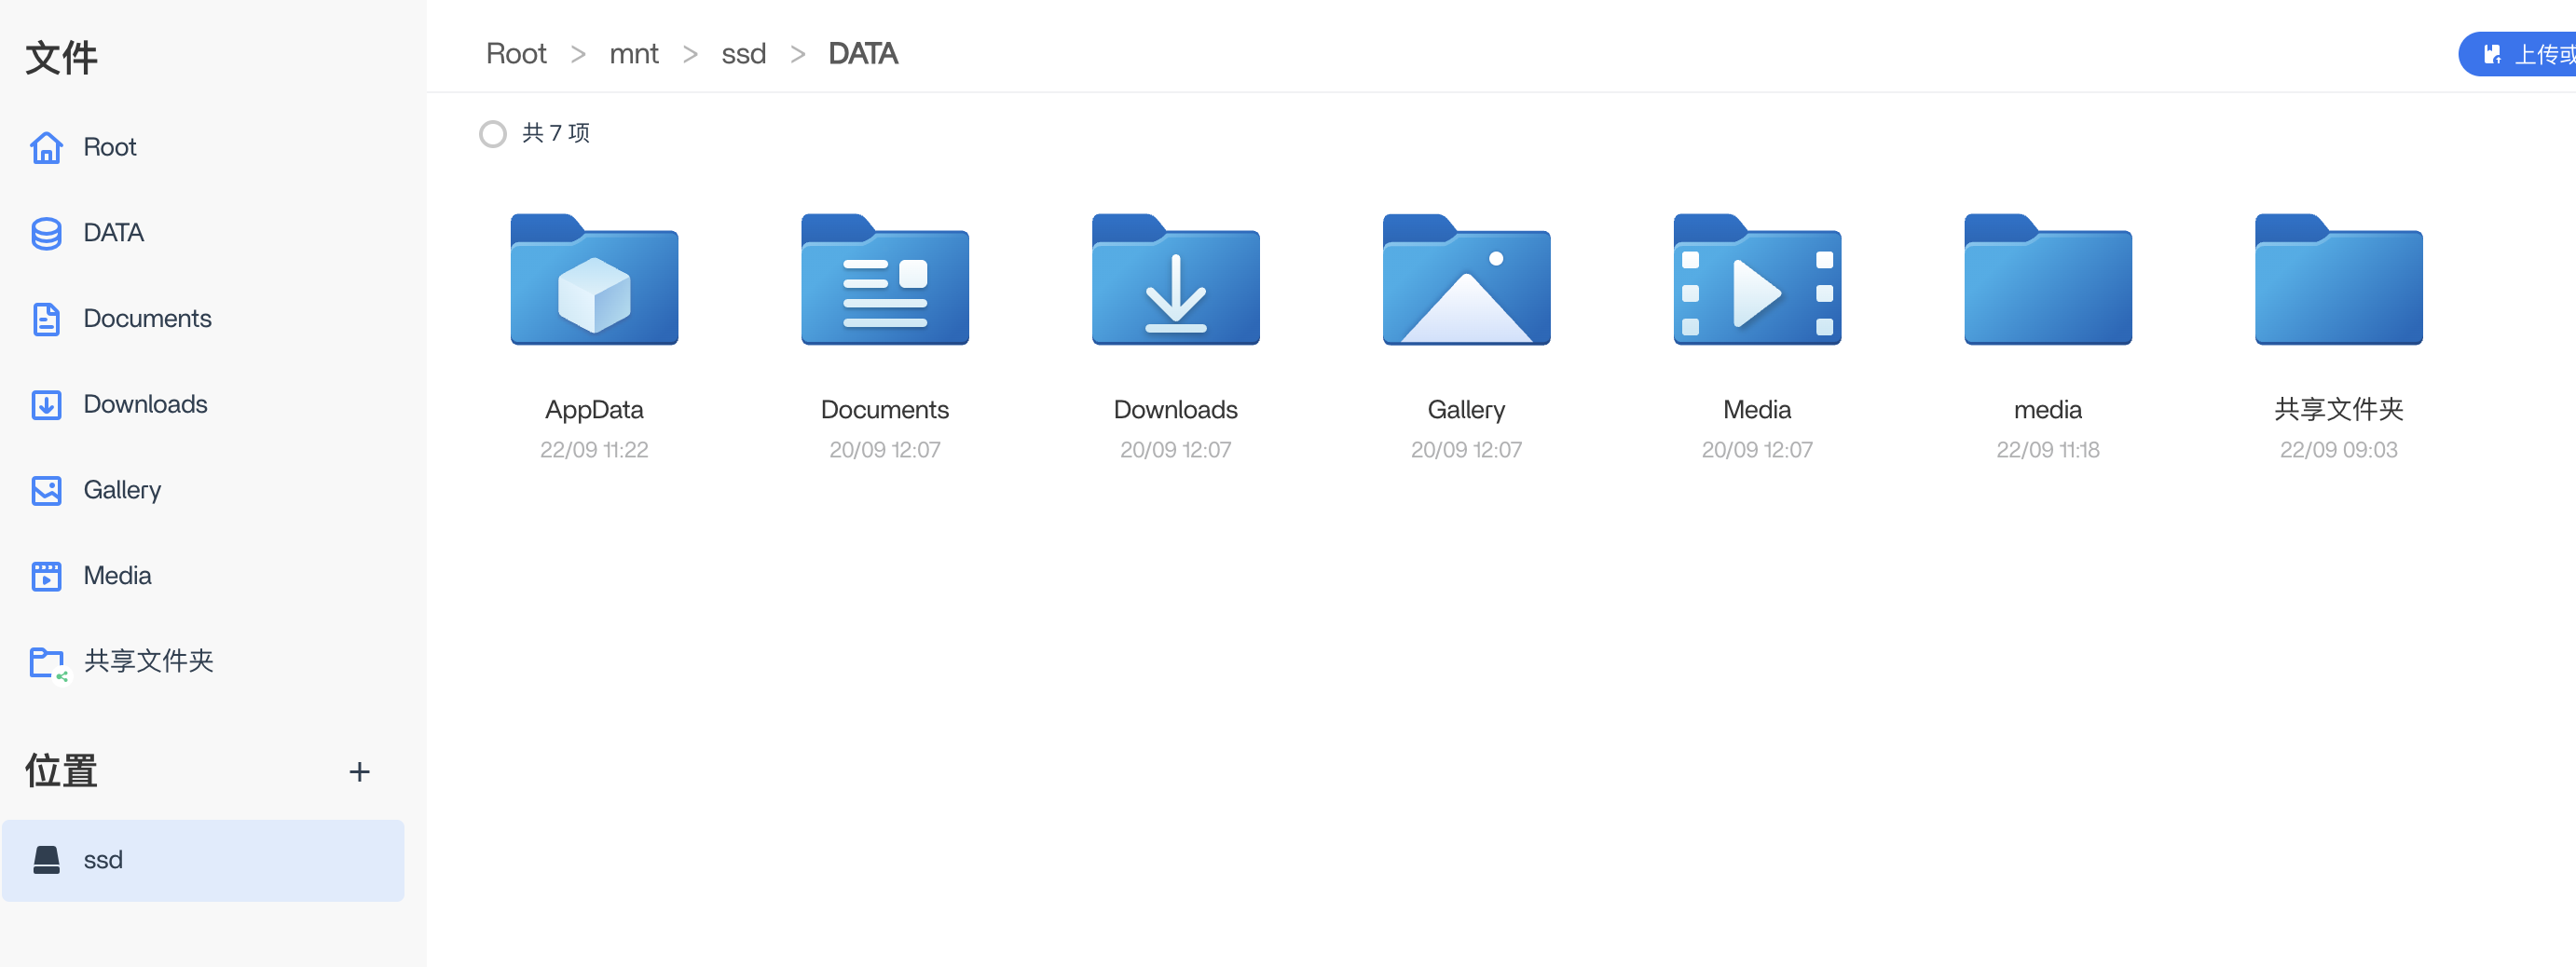 文件
Root
DATA
Documents
Downloads
Gallery
Media
共享文件夹
位置 +
ssd
Root > mnt > ssd > DATA
上传或
共 7 项
AppData
22/09 11:22
Documents
20/09 12:07
Downloads
20/09 12:07
Gallery
20/09 12:07
Media
20/09 12:07
media
22/09 11:18
共享文件夹
22/09 09:03